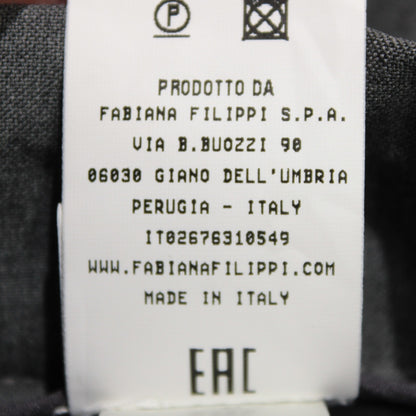 P
PRODOTTO DA
FABIANA FILIPPI S.P.A.
VIA B.BUOZZI 90
06030 GIANO DELL'UMBRIA
PERUGIA - ITALY
IT02676310549
WWW.FABIANAFILIPPI.COM
MADE IN ITALY
EAC